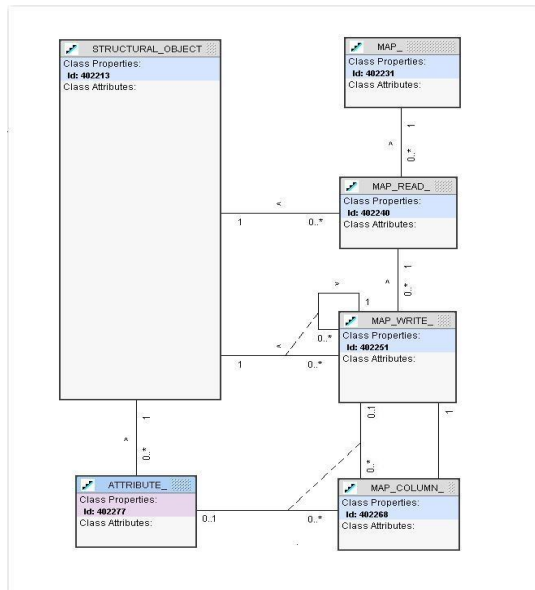 STRUCTURAL_OBJECT
Class Properties:
Id: 402213
Class Attributes:
MAP_
Class Properties:
Id: 402231
Class Attributes:
1
^
0..*
MAP_READ_
Class Properties:
Id: 402240
Class Attributes:
<
1
0..*
1
^
0..*
>
1
0..*
MAP_WRITE_
Class Properties:
Id: 402251
Class Attributes:
<
1
0..*
1
^
0..*
0..1
0..*
1
ATTRIBUTE_
Class Properties:
Id: 402277
Class Attributes:
0..1
0..*
MAP_COLUMN_
Class Properties:
Id: 402268
Class Attributes: